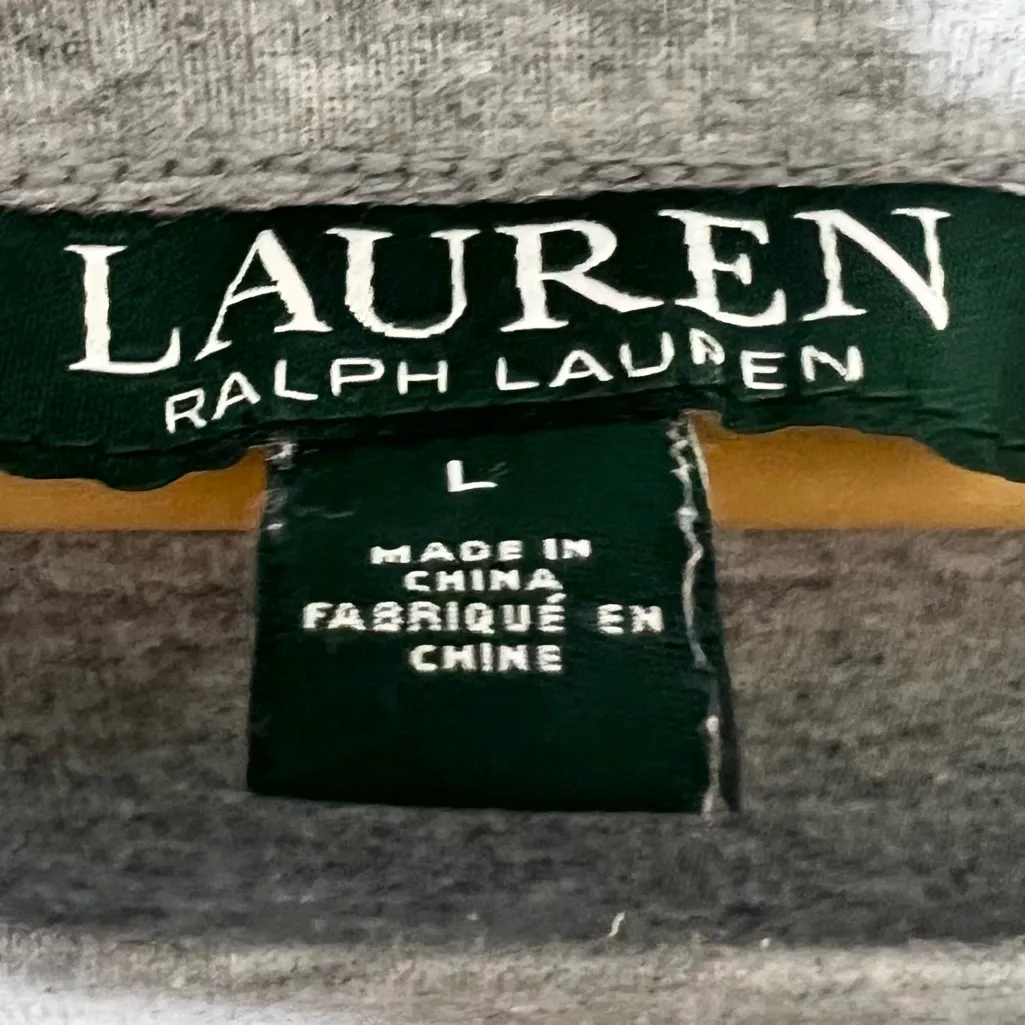 LAUREN
RALPH LAUREN
L
MADE IN
CHINA
FABRIQUÉ EN
CHINE